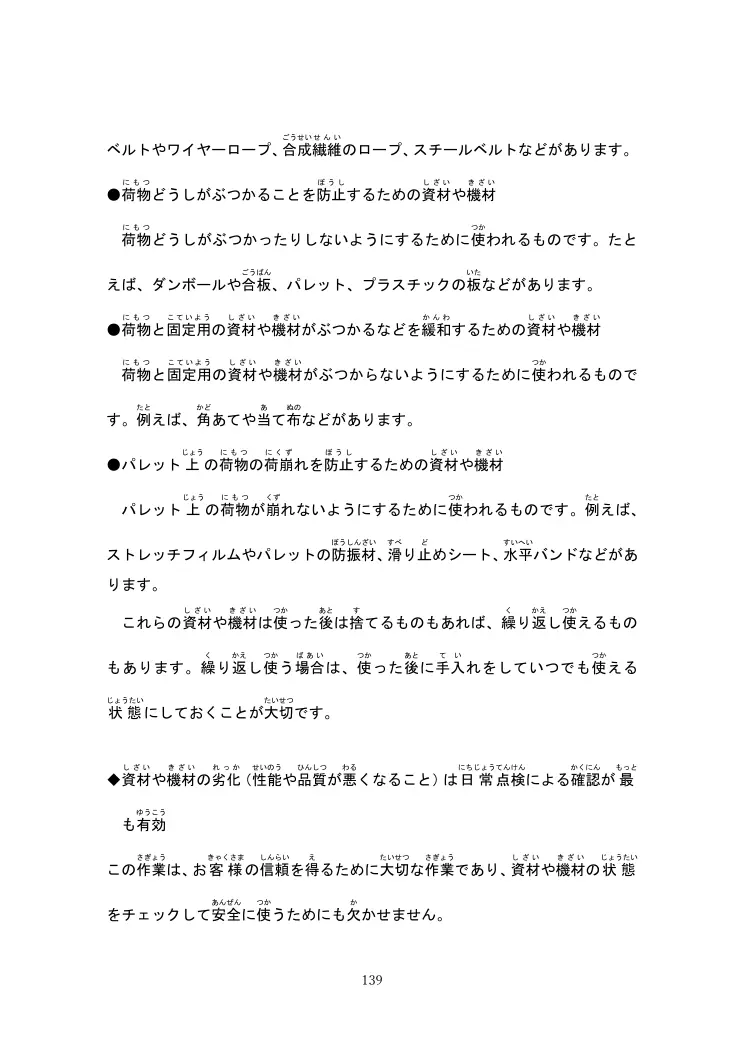 ベルトやワイヤーロープ、合成繊維のロープ、スチールベルトなどがあります。
●荷物どうしがぶつかることを防止するための資材や機材
荷物どうしがぶつかったりしないようにするために使われるものです。たと
えば、ダンボールや合板、パレット、プラスチックの板などがあります。
●荷物と固定用の資材や機材がぶつかるなどを緩和するための資材や機材
荷物と固定用の資材や機材がぶつからないようにするために使われるもので
す。例えば、角あてや当て布などがあります。
●パレット上の荷物の荷崩れを防止するための資材や機材
パレット上の荷物が崩れないようにするために使われるものです。例えば、
ストレッチフィルムやパレットの防振材、滑り止めシート、水平バンドなどがあ
ります。
これらの資材や機材は使った後は捨てるものもあれば、繰り返し使えるもの
もあります。繰り返し使う場合は、使った後に手入れをしていつでも使える
状態にしておくことが大切です。
◆資材や機材の劣化（性能や品質が悪くなること）は日常点検による確認が最
も有効
この作業は、お客様の信頼を得るために大切な作業であり、資材や機材の状態
をチェックして安全に使うためにも欠かせません。
139